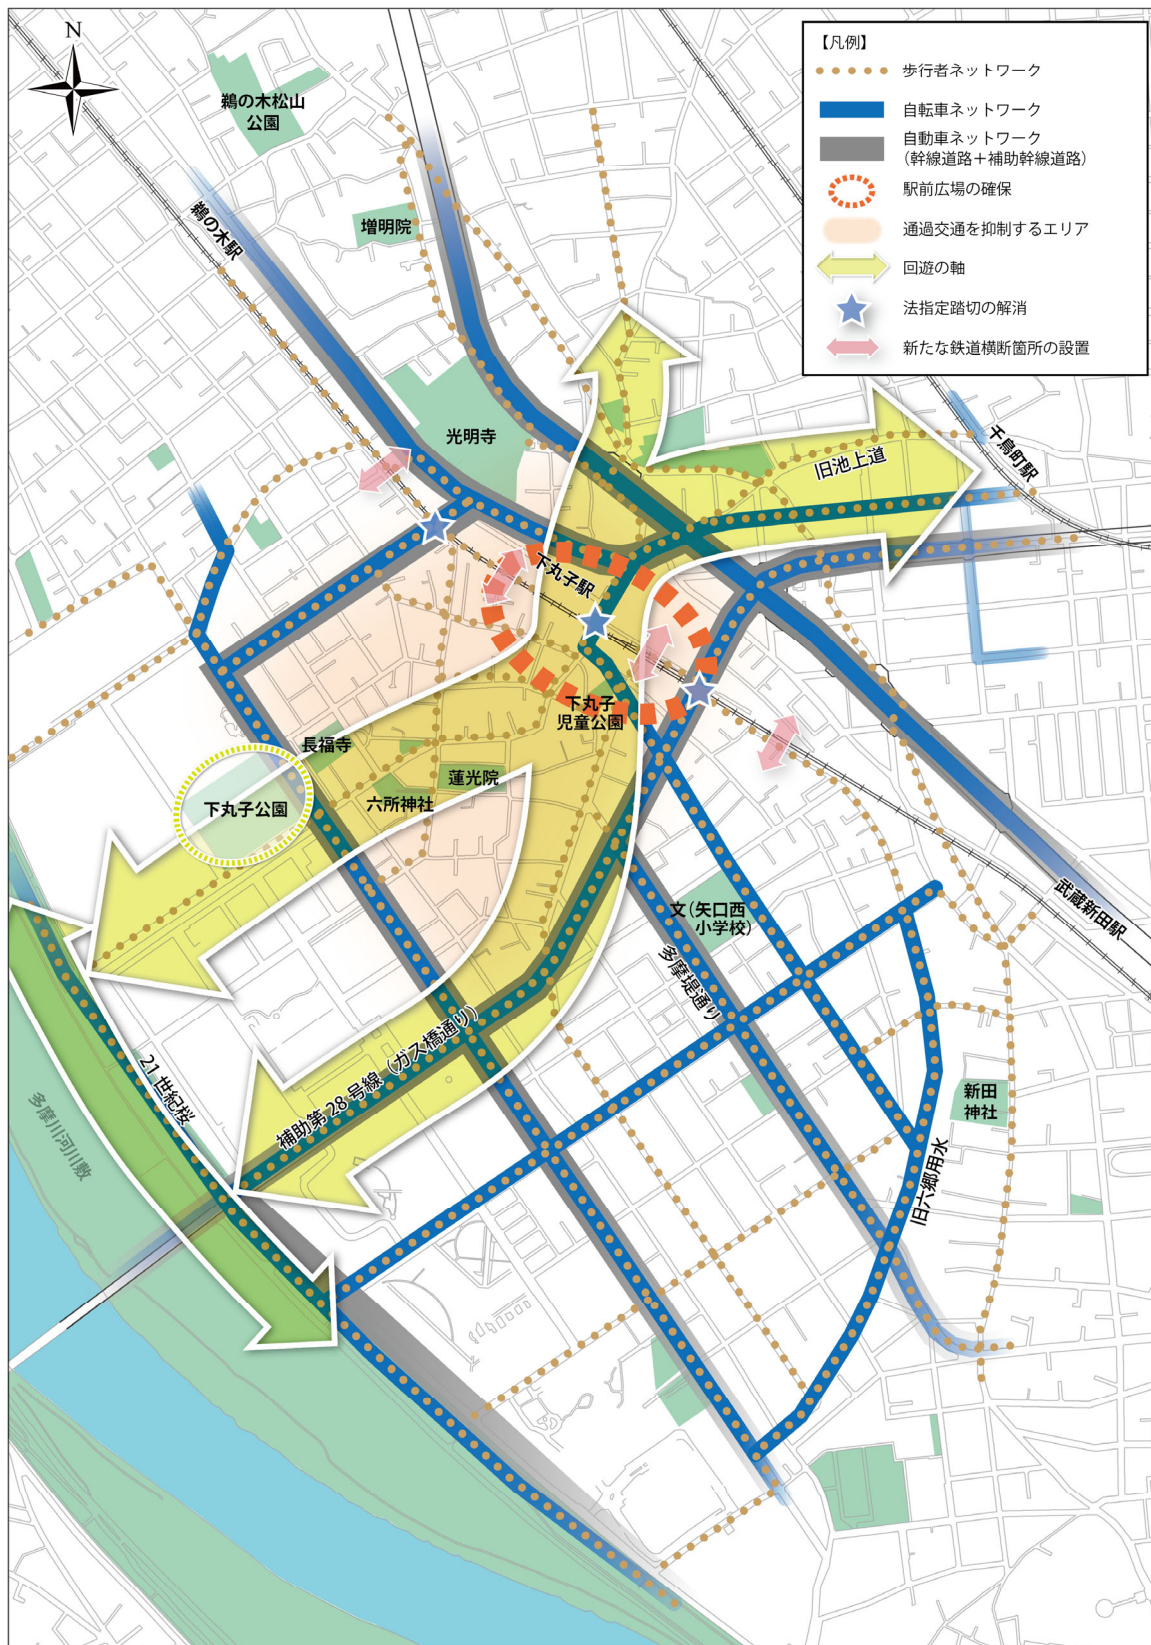 N
【凡例】
歩行者ネットワーク
自転車ネットワーク
自動車ネットワーク
(幹線道路+補助幹線道路)
駅前広場の確保
通過交通を抑制するエリア
回遊の軸
法指定踏切の解消
新たな鉄道横断箇所の設置
鵜の木松山
公園
鵜の木駅
増明院
光明寺
千鳥町駅
旧池上道
下丸子駅
下丸子
児童公園
長福寺
蓮光院
六所神社
下丸子公園
武蔵新田駅
文(矢口西
小学校)
多摩堤通り
補助第28号線(ガス橋通り)
21世紀桜
多摩川河川敷
新田
神社
旧六郷用水